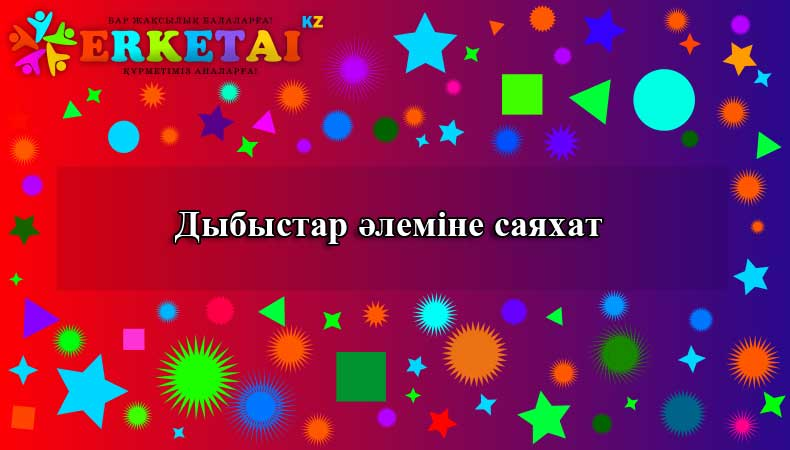 БАР ЖАҚСЫЛЫҚ БАЛАЛАРҒА!
ERKETAI KZ
ҚҰРМЕТІМІЗ АНАЛАРҒА!
Дыбыстар әлеміне саяхат